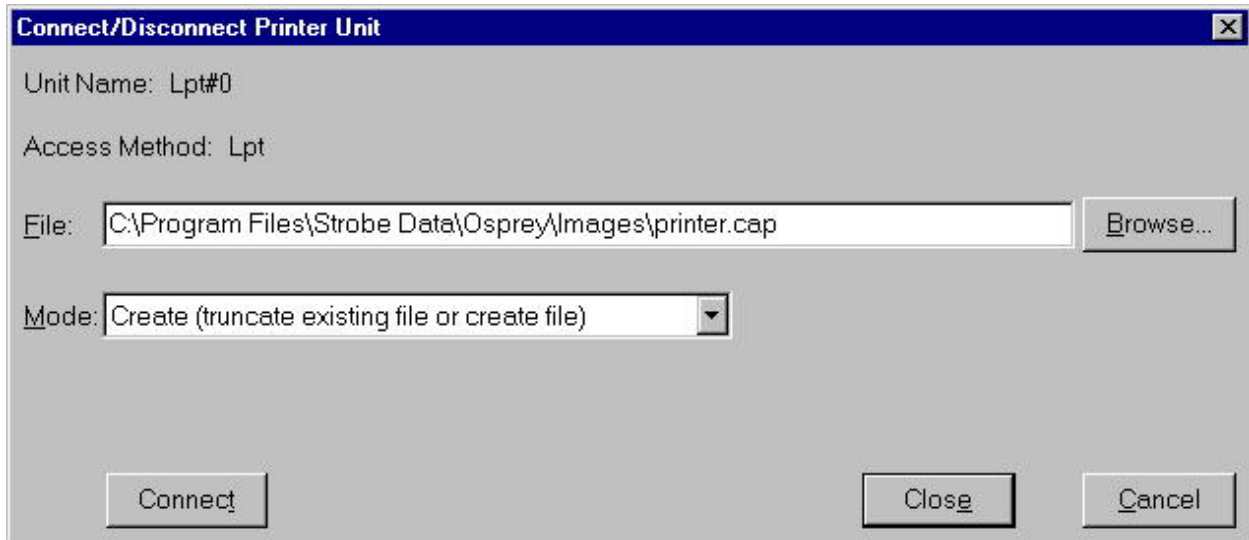 Connect/Disconnect Printer Unit
Unit Name: Lpt#0
Access Method: Lpt
File: C:\Program Files\Strobe Data\Osprey\Images\printer.cap Browse...
Mode: Create (truncate existing file or create file)
Connect Close Cancel